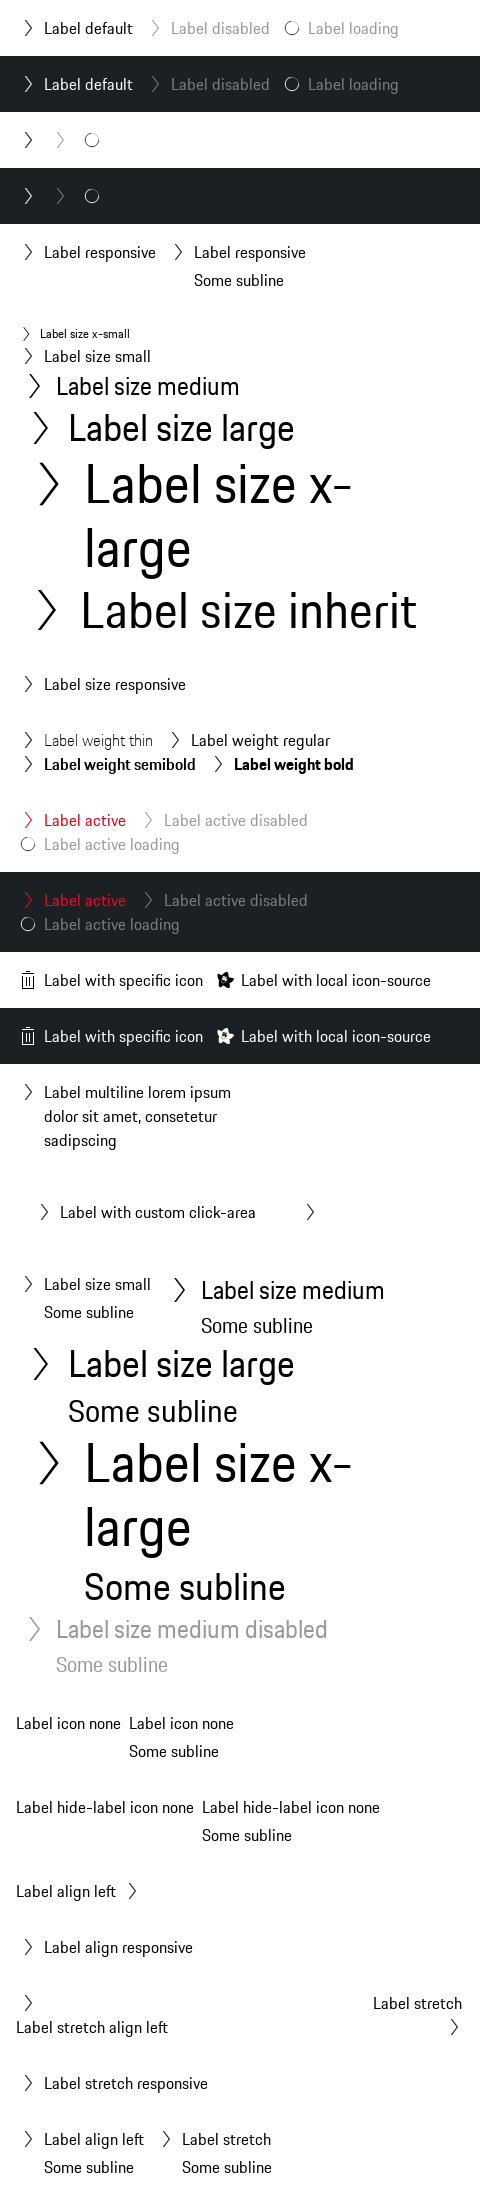 Label default Label disabled Label loading
Label default Label disabled Label loading
Label responsive Label responsive
Some subline
Label size x-small
Label size small
Label size medium
Label size large
Label size x-
large
Label size inherit
Label size responsive
Label weight thin Label weight regular
Label weight semibold Label weight bold
Label active Label active disabled
Label active loading
Label active Label active disabled
Label active loading
Label with specific icon Label with local icon-source
Label with specific icon Label with local icon-source
Label multiline lorem ipsum
dolor sit amet, consetetur
sadipscing
Label with custom click-area
Label size small Label size medium
Some subline Some subline
Label size large
Some subline
Label size x-
large
Some subline
Label size medium disabled
Some subline
Label icon none Label icon none
Some subline
Label hide-label icon none Label hide-label icon none
Some subline
Label align left
Label align responsive
Label stretch
Label stretch align left
Label stretch responsive
Label align left Label stretch
Some subline Some subline